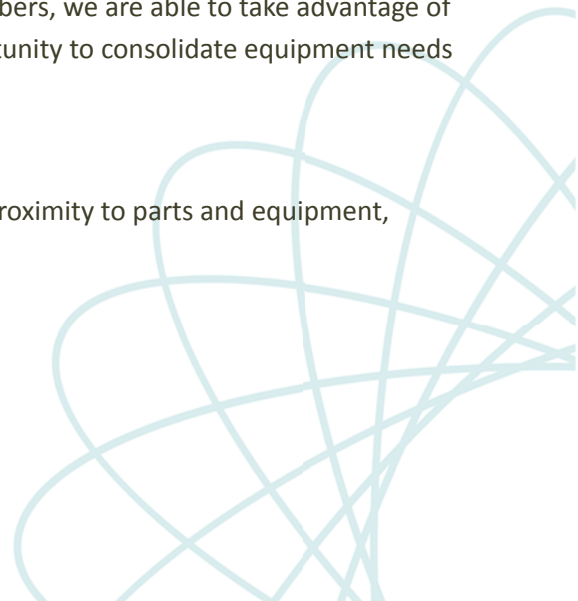 bers, we are able to take advantage of
tunity to consolidate equipment needs
roximity to parts and equipment,